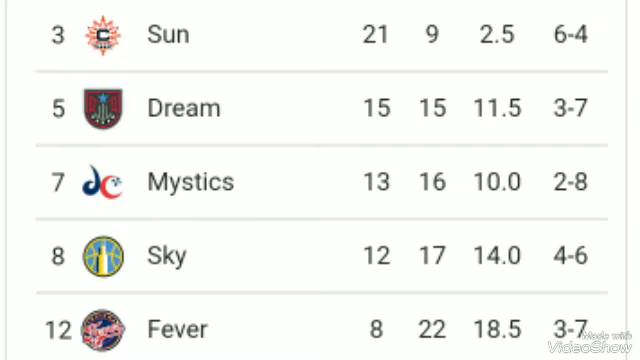 3 C Sun 21 9 2.5 6-4
5 Dream 15 15 11.5 3-7
7 Mystics 13 16 10.0 2-8
8 Sky 12 17 14.0 4-6
12 Fever 8 22 18.5 3-7
Made with
VideoShow